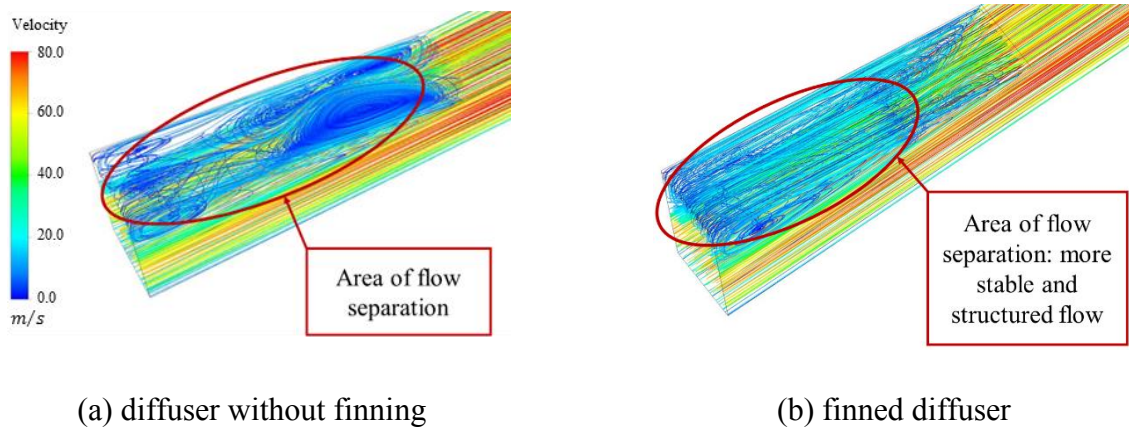 Velocity
80.0
60.0
40.0
20.0
0.0
m/s
Area of flow
separation
Area of flow
separation: more
stable and
structured flow
(a) diffuser without finning
(b) finned diffuser